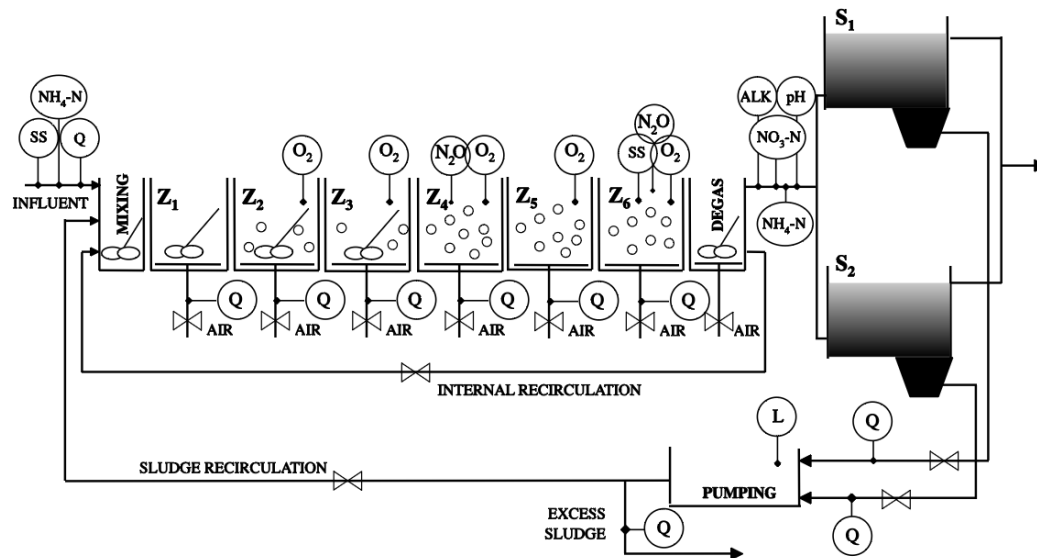 S₁
NH₄-N
SS
Q
ALK
pH
N₂O
NO₃-N
O₂
O₂
N₂O
O₂
O₂
SS
O₂
INFLUENT
MIXING
Z₁
Z₂
Z₃
Z₄
Z₅
Z₆
DEGAS
NH₄-N
S₂
Q
Q
Q
Q
Q
Q
AIR
AIR
AIR
AIR
AIR
AIR
AIR
INTERNAL RECIRCULATION
L
Q
SLUDGE RECIRCULATION
PUMPING
EXCESS
SLUDGE
Q
Q